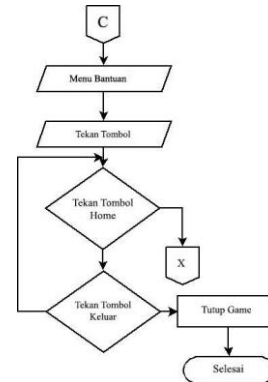 C
Menu Bantuan
Tekan Tombol
Tekan Tombol
Home
X
Tekan Tombol
Keluar
Tutup Game
Selesai